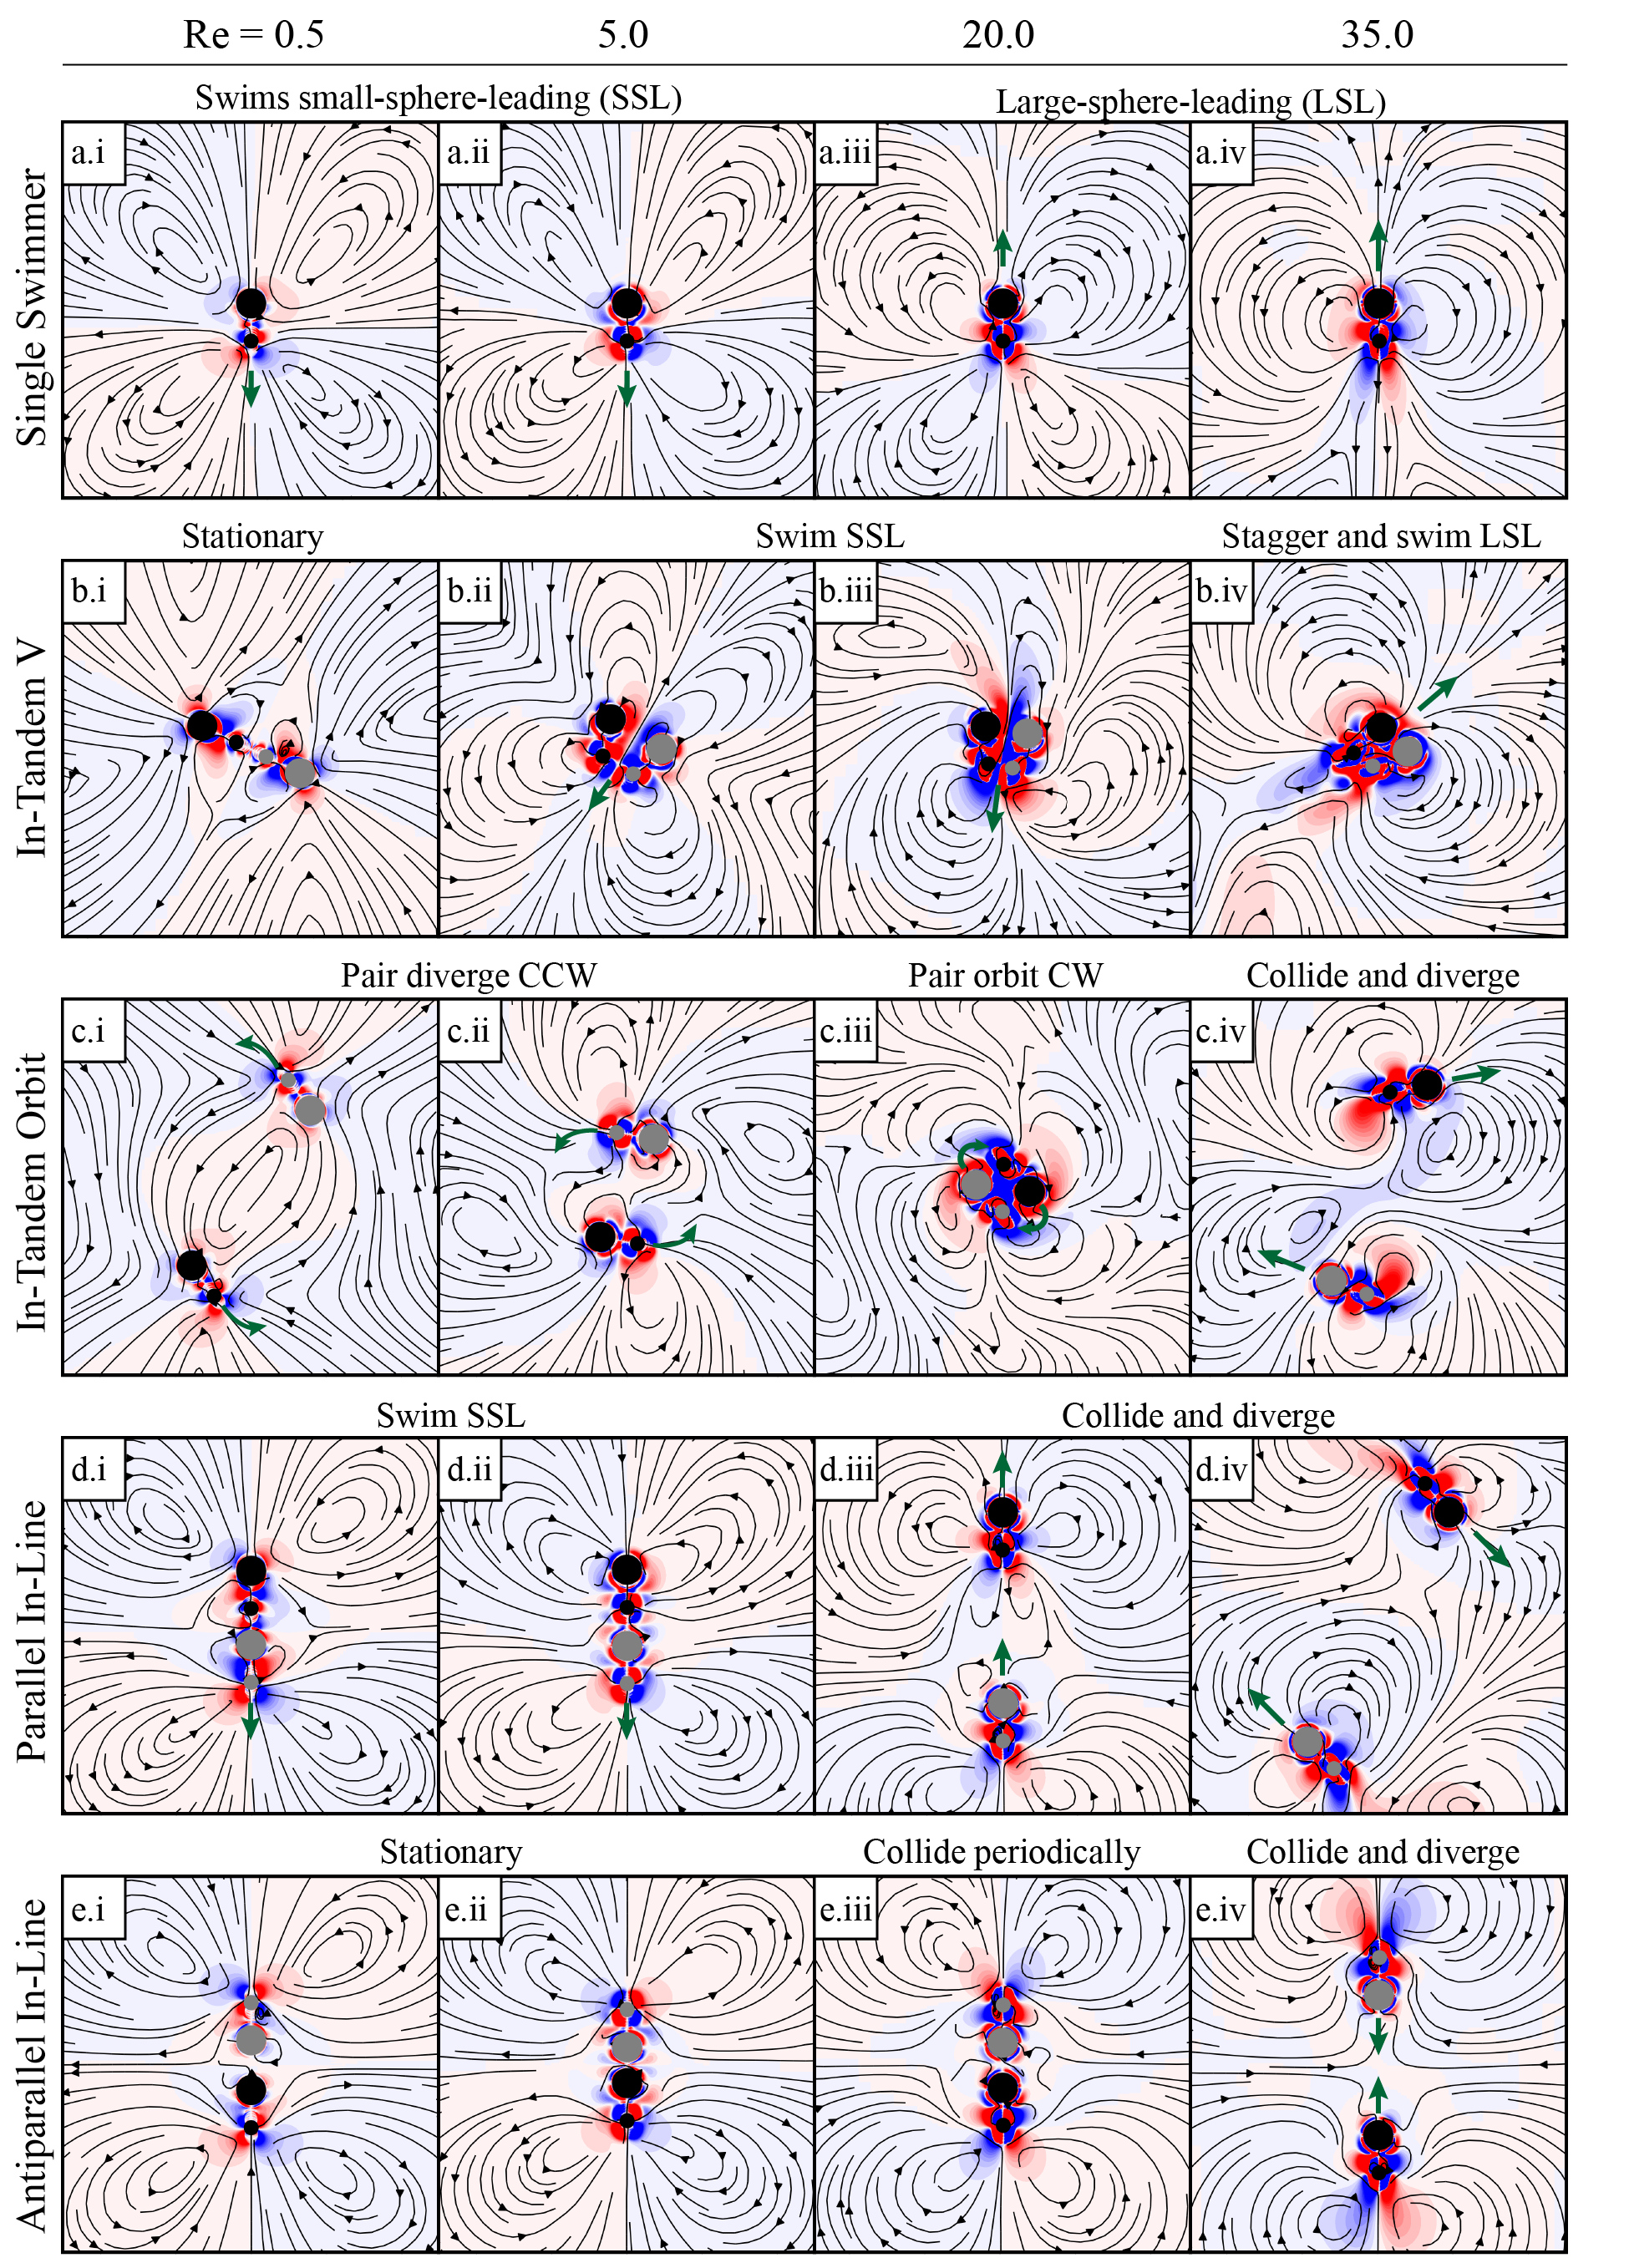 Re = 0.5 5.0 20.0 35.0
Swims small-sphere-leading (SSL) Large-sphere-leading (LSL)
Single Swimmer
a.i a.ii a.iii a.iv
Stationary Swim SSL Stagger and swim LSL
In-Tandem V
b.i b.ii b.iii b.iv
Pair diverge CCW Pair orbit CW Collide and diverge
In-Tandem Orbit
c.i c.ii c.iii c.iv
Swim SSL Collide and diverge
Parallel In-Line
d.i d.ii d.iii d.iv
Stationary Collide periodically Collide and diverge
Antiparallel In-Line
e.i e.ii e.iii e.iv